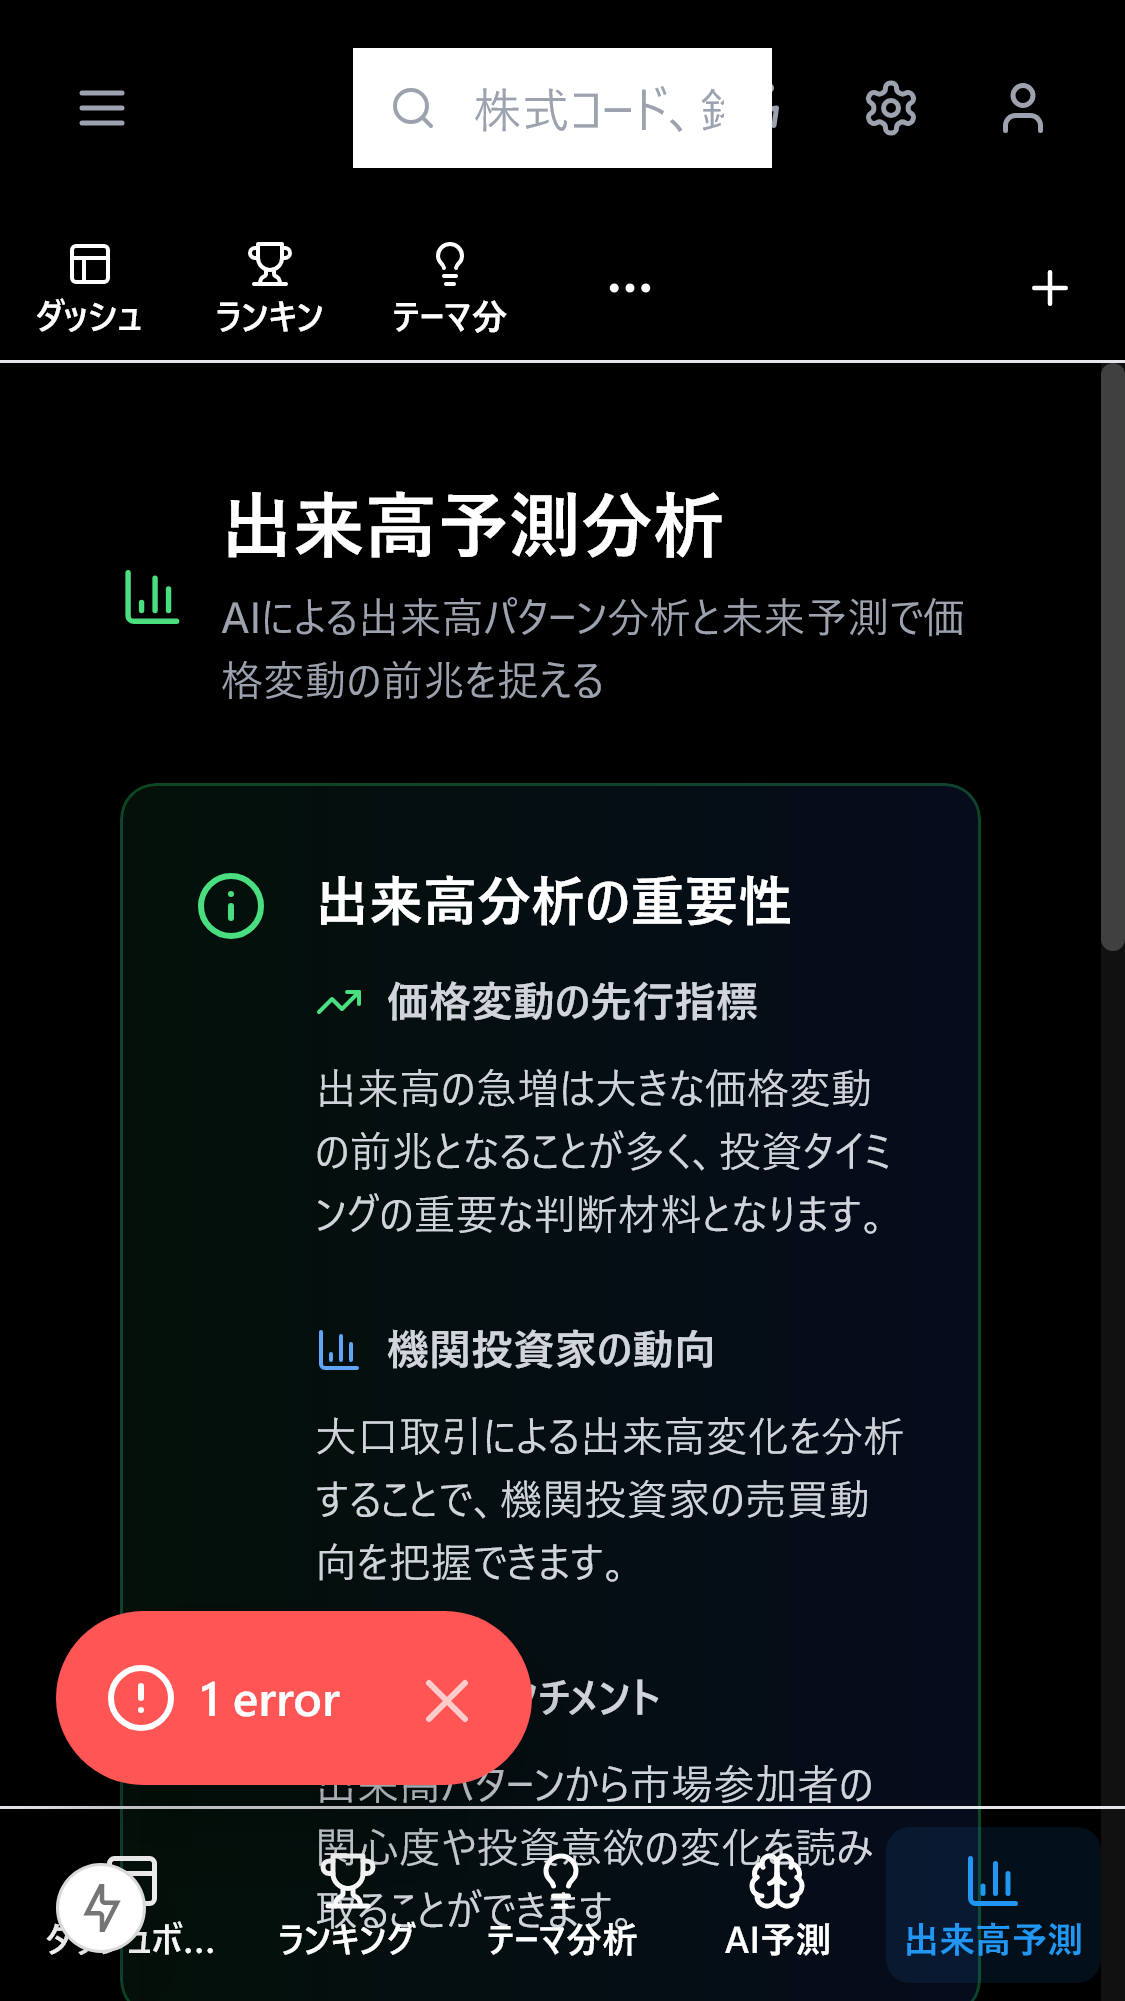 株式コード、
ダッシュ
ランキン
テーマ分
出来高予測分析
AIによる出来高パターン分析と未来予測で価
格変動の前兆を捉える
出来高分析の重要性
価格変動の先行指標
出来高の急増は大きな価格変動
の前兆となることが多く、投資タイミ
ングの重要な判断材料となります。
機関投資家の動向
大口取引による出来高変化を分析
することで、機関投資家の売買動
向を把握できます。
チメント
1 error
出来高パターンから市場参加者の
関心度や投資意欲の変化を読み
取ることができます。
ランキング
テーマ分析
AI予測
出来高予測